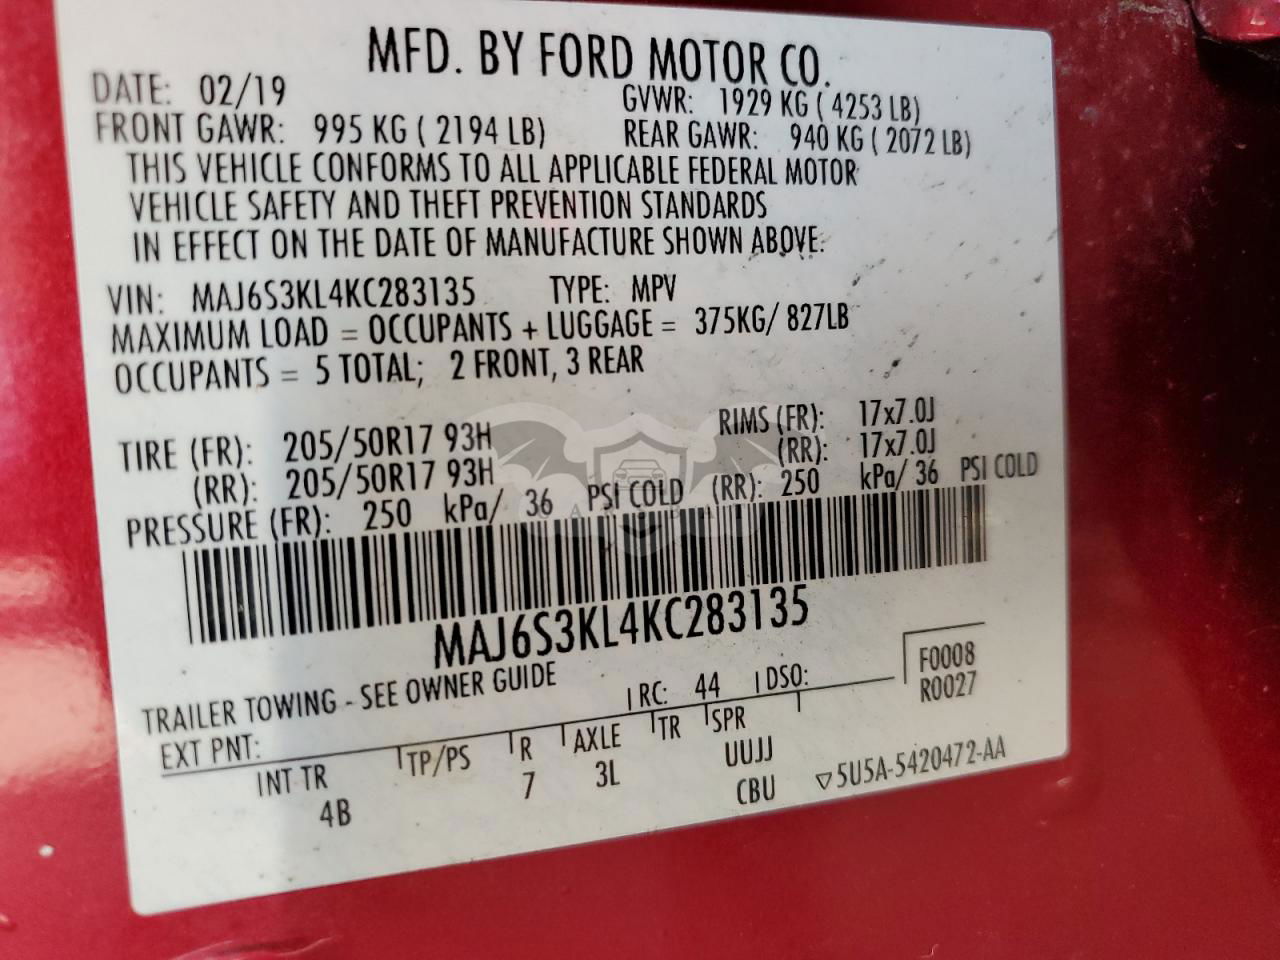 MFD. BY FORD MOTOR CO.
DATE: 02/19 GVWR: 1929 KG ( 4253 LB)
FRONT GAWR: 995 KG ( 2194 LB) REAR GAWR: 940 KG ( 2072 LB)
THIS VEHICLE CONFORMS TO ALL APPLICABLE FEDERAL MOTOR
VEHICLE SAFETY AND THEFT PREVENTION STANDARDS
IN EFFECT ON THE DATE OF MANUFACTURE SHOWN ABOVE.
VIN: MAJ6S3KL4KC283135 TYPE: MPV
MAXIMUM LOAD = OCCUPANTS + LUGGAGE = 375KG/ 827LB
OCCUPANTS = 5 TOTAL; 2 FRONT, 3 REAR
TIRE (FR): 205/50R17 93H RIMS (FR): 17x7.0J
(RR): 205/50R17 93H (RR): 17x7.0J
PRESSURE (FR): 250 kPa/ 36 PSI COLD (RR): 250 kPa/ 36 PSI COLD
MAJ6S3KL4KC283135
TRAILER TOWING - SEE OWNER GUIDE
F0008
EXT PNT: RC: 44 DSO: R0027
INT TR TP/PS R AXLE TR SPR
4B 7 3L UUJJ
CBU 5U5A-5420472-AA